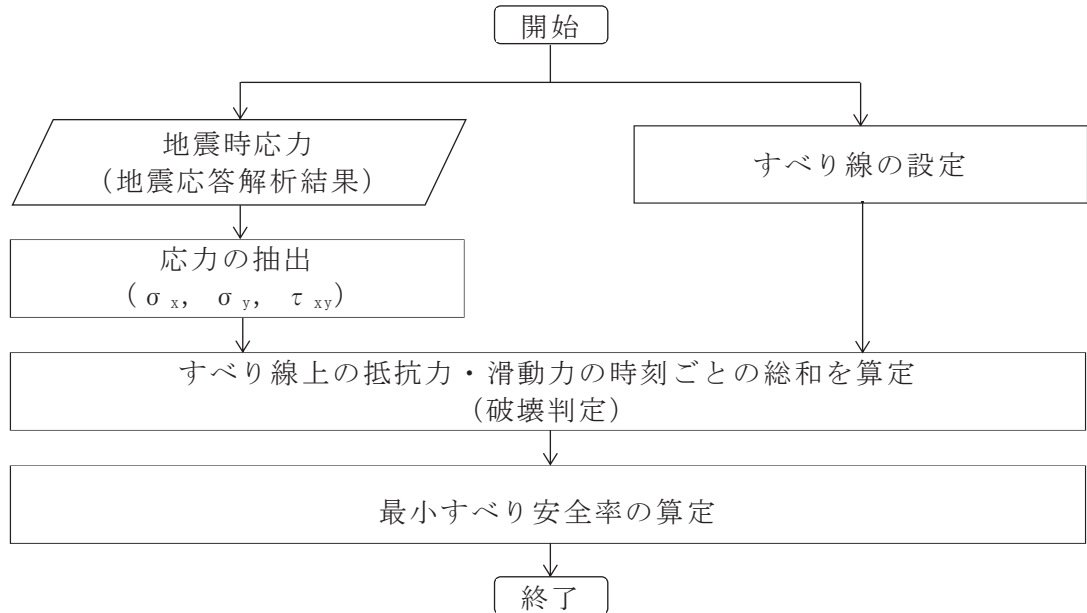 開始
地震時応力
（地震応答解析結果）
すべり線の設定
応力の抽出
（σx, σy, τxy）
すべり線上の抵抗力・滑動力の時刻ごとの総和を算定
（破壊判定）
最小すべり安全率の算定
終了